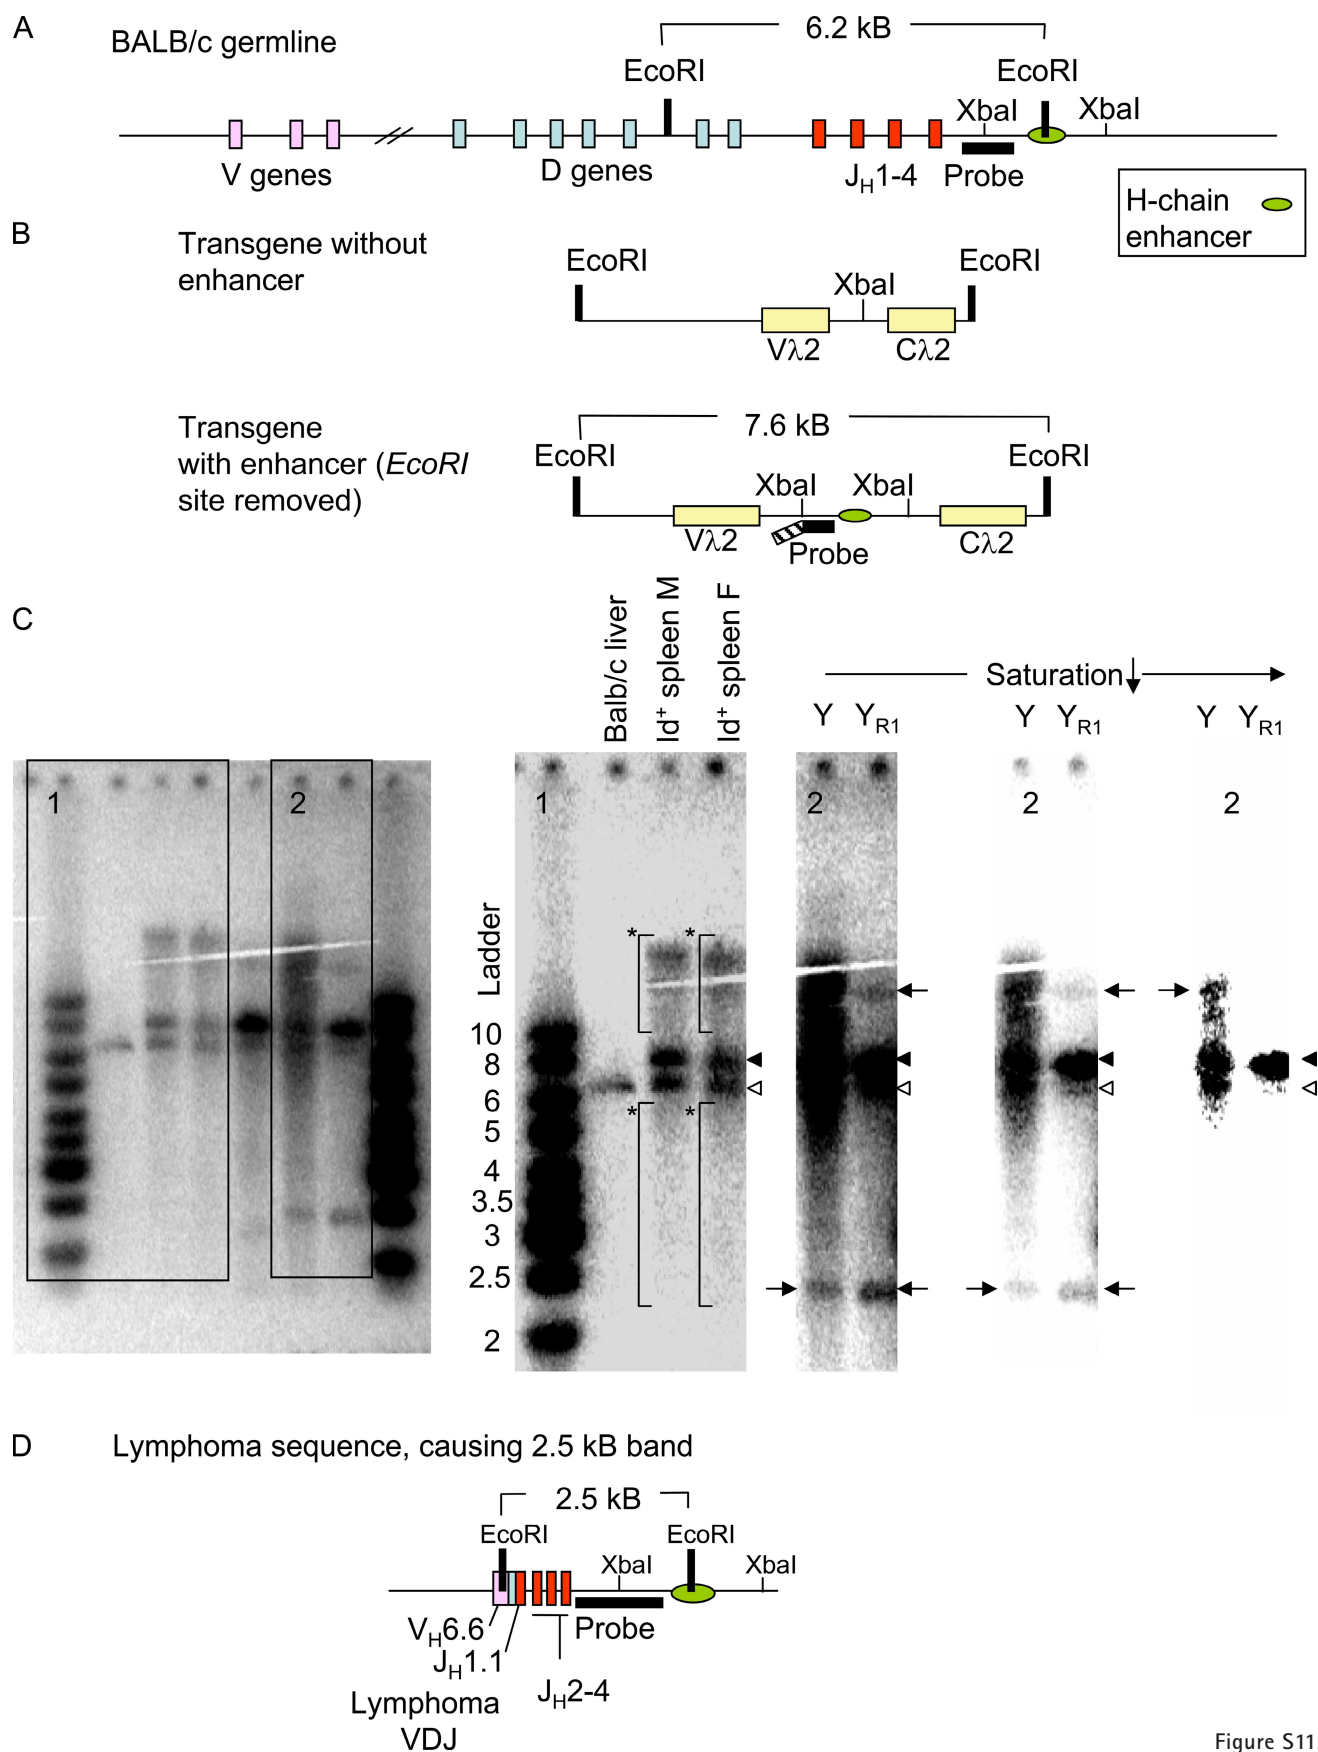 A
BALB/c germline
6.2 kB
EcoRI
EcoRI
XbaI
XbaI
V genes
D genes
JH1-4
Probe
H-chain
enhancer
B
Transgene without
enhancer
EcoRI
EcoRI
XbaI
Vλ2
Cλ2
Transgene
with enhancer (EcoRI
site removed)
7.6 kB
EcoRI
EcoRI
XbaI
XbaI
Vλ2
Probe
Cλ2
C
Balb/c liver
Id+ spleen M
Id+ spleen F
Saturation
Y YR1
Y YR1
Y YR1
1
2
1
2
2
2
Ladder
* *
10
8
6
* *
5
4
3.5
3
2.5
2
D
Lymphoma sequence, causing 2.5 kB band
2.5 kB
EcoRI
EcoRI
XbaI
XbaI
VH6.6
Probe
JH1.1
JH2-4
Lymphoma
VDJ
Figure S11